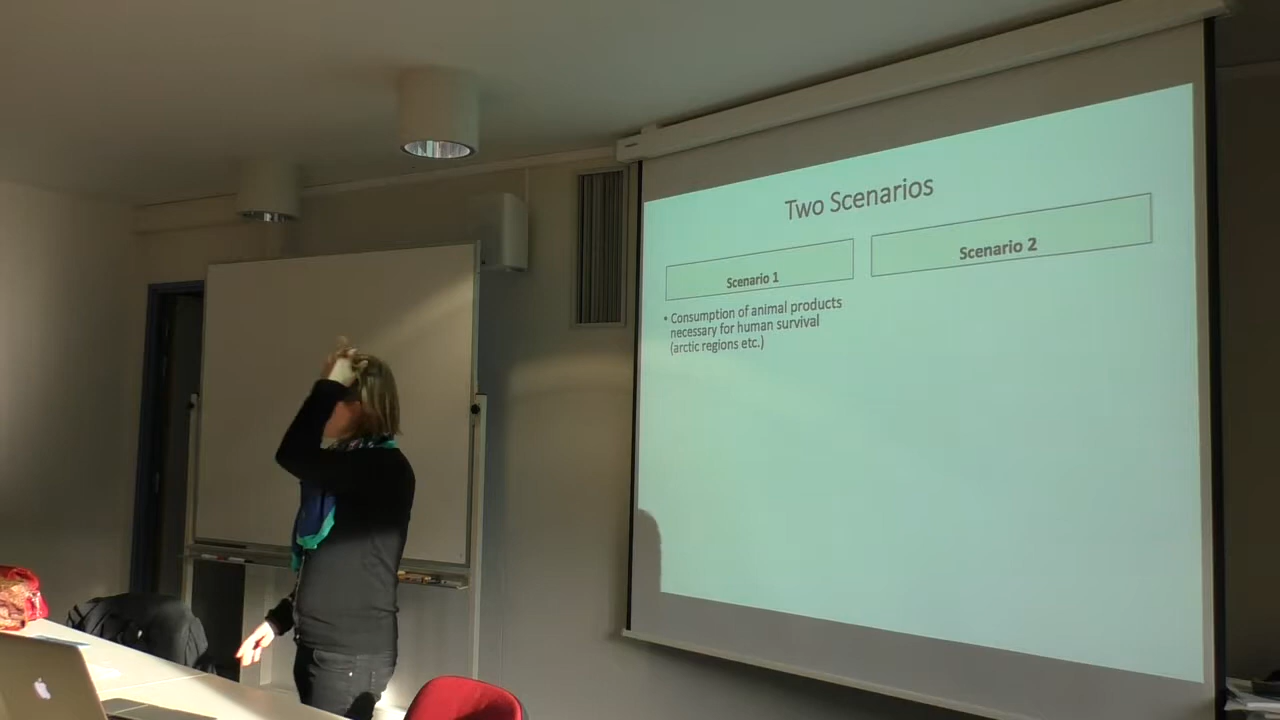 Two Scenarios
Scenario 1
Scenario 2
• Consumption of animal products
necessary for human survival
(arctic regions etc.)